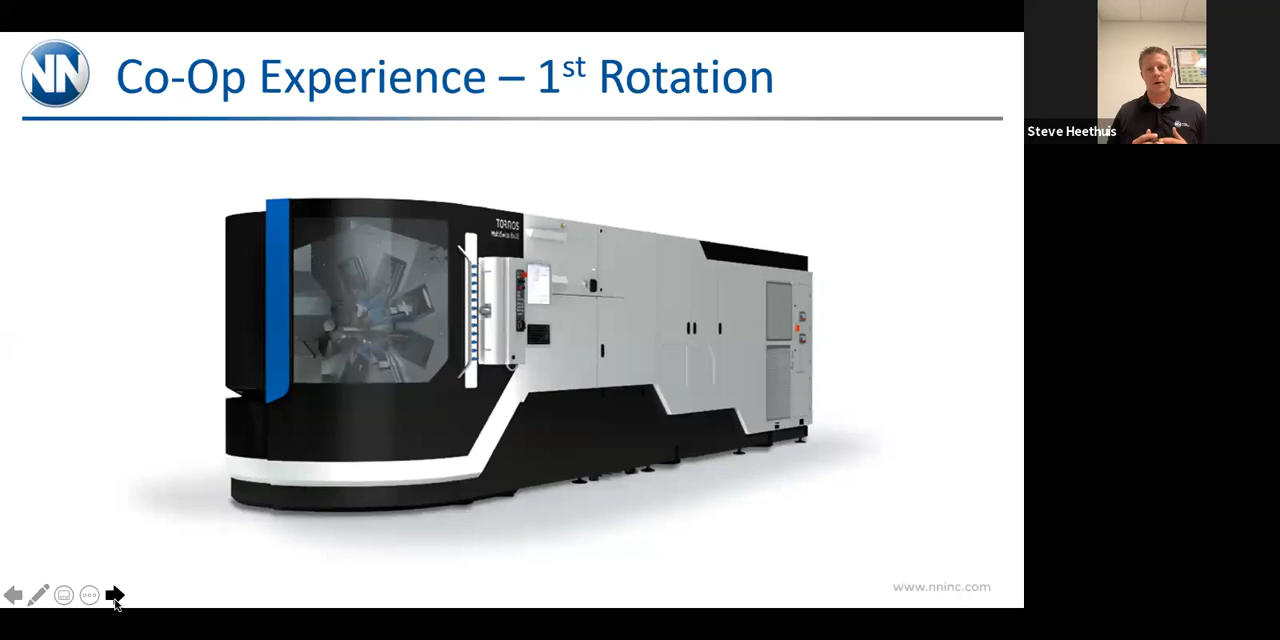 NN
Co-Op Experience – 1st Rotation
Steve Heethuis
TORNOS
www.nninc.com